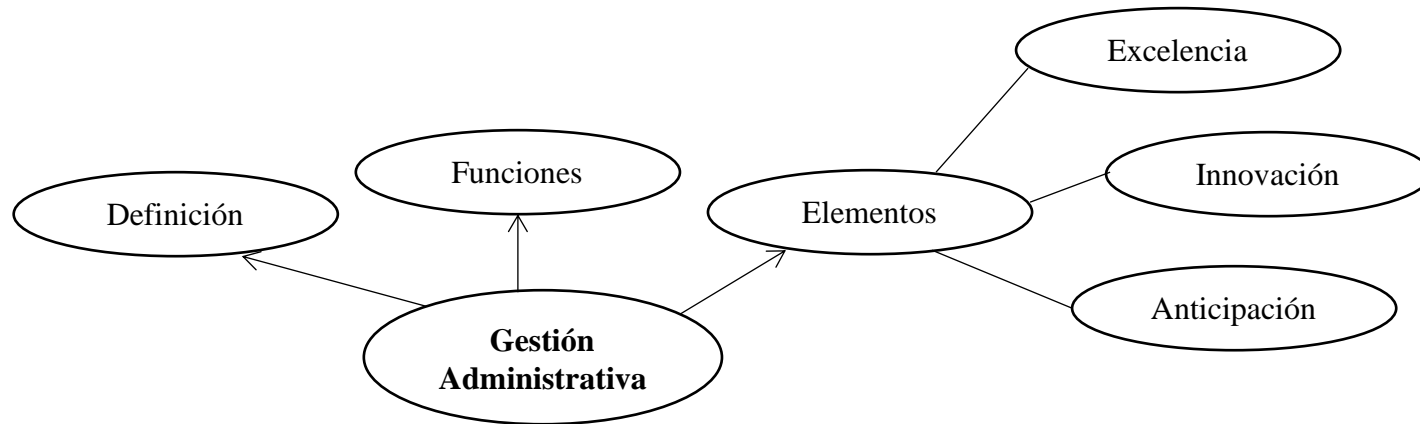 Excelencia
Funciones
Innovación
Definición
Elementos
Anticipación
Gestión
Administrativa